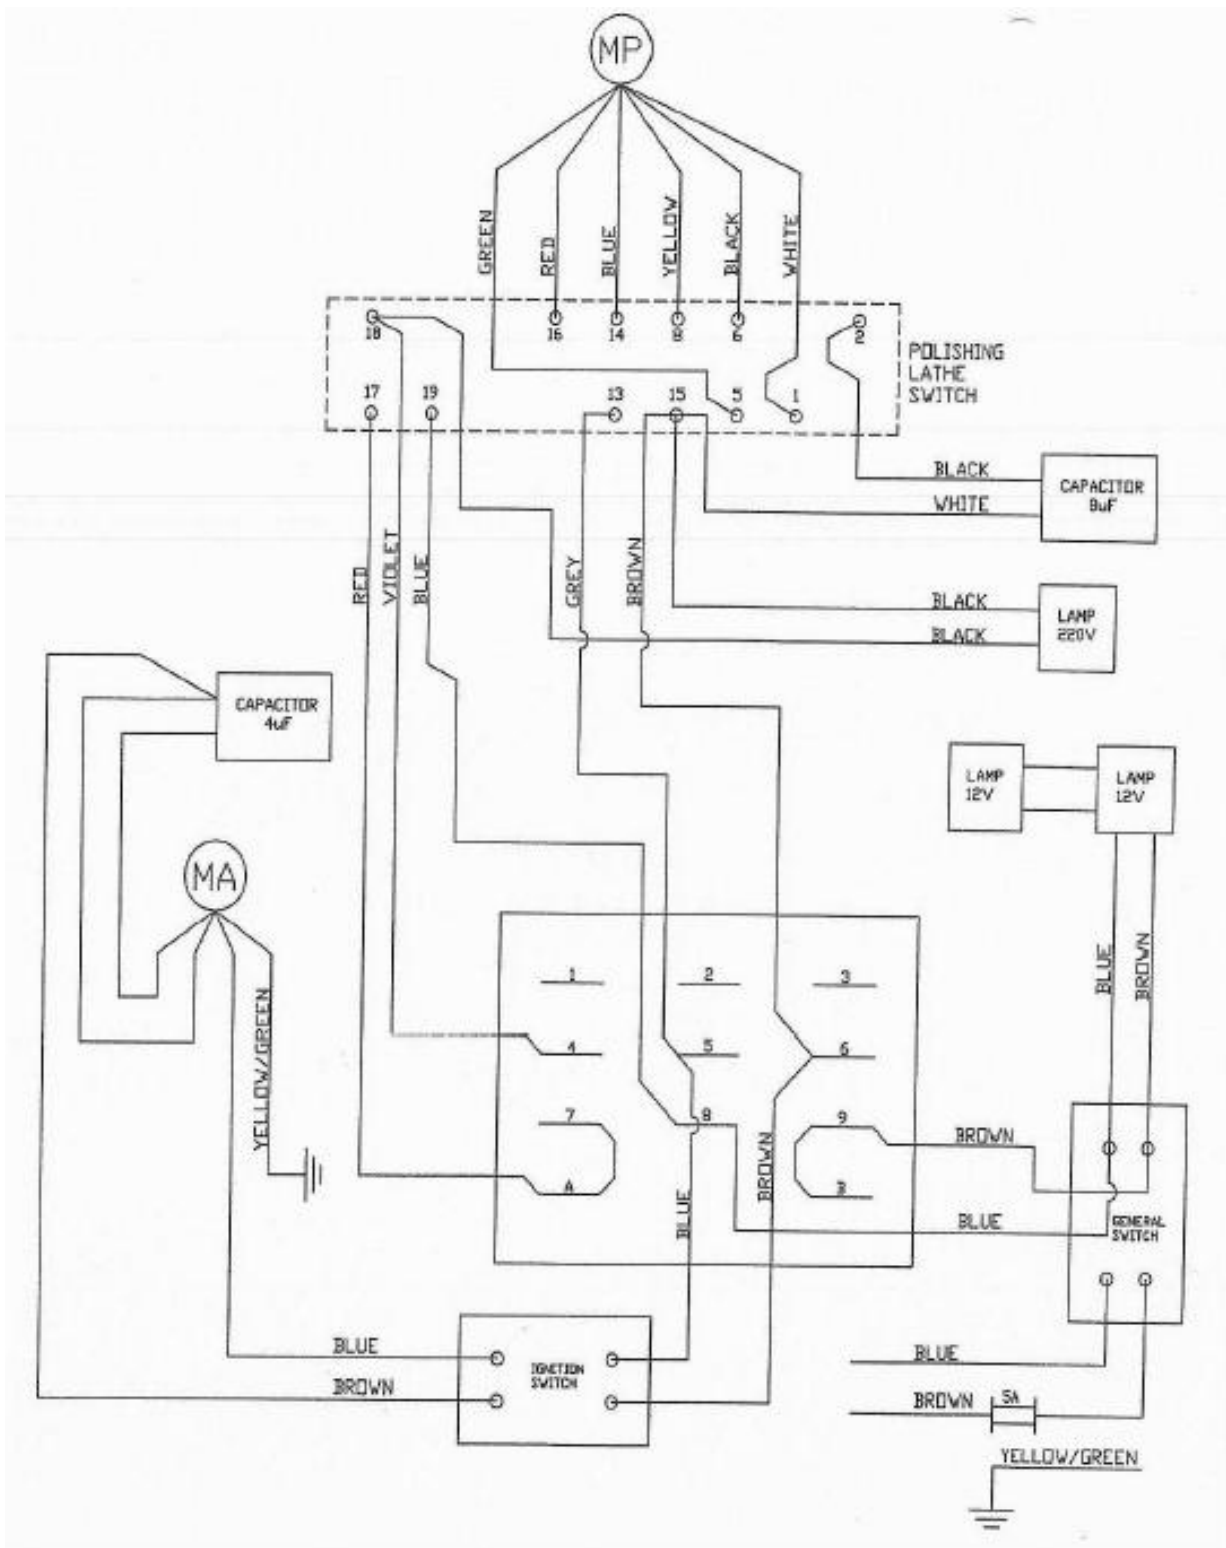 MP
GREEN
RED
BLUE
YELLOW
BLACK
WHITE
18
16
14
8
6
2
POLISHING
LATHE
SWITCH
17
19
13
15
5
1
BLACK
WHITE
CAPACITOR
8uF
RED
VIOLET
BLUE
GREY
BROWN
BLACK
BLACK
LAMP
220V
CAPACITOR
4uF
LAMP
12V
LAMP
12V
MA
BLUE
BROWN
YELLOW/GREEN
1
2
3
4
5
6
7
8
9
A
B
BROWN
BROWN
BLUE
BLUE
GENERAL
SWITCH
BLUE
BROWN
IGNITION
SWITCH
BLUE
BROWN
5A
YELLOW/GREEN